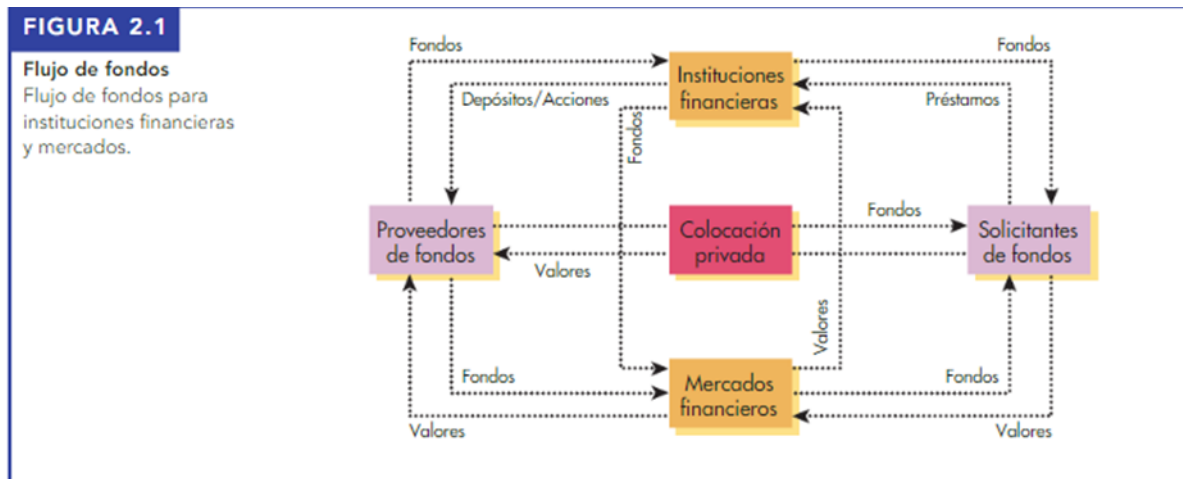 FIGURA 2.1
Flujo de fondos
Flujo de fondos para
instituciones financieras
y mercados.
Fondos
Fondos
Instituciones
financieras
Depósitos/Acciones
Préstamos
Fondos
Proveedores
de fondos
Colocación
privada
Fondos
Solicitantes
de fondos
Valores
Valores
Fondos
Mercados
financieros
Fondos
Valores
Valores